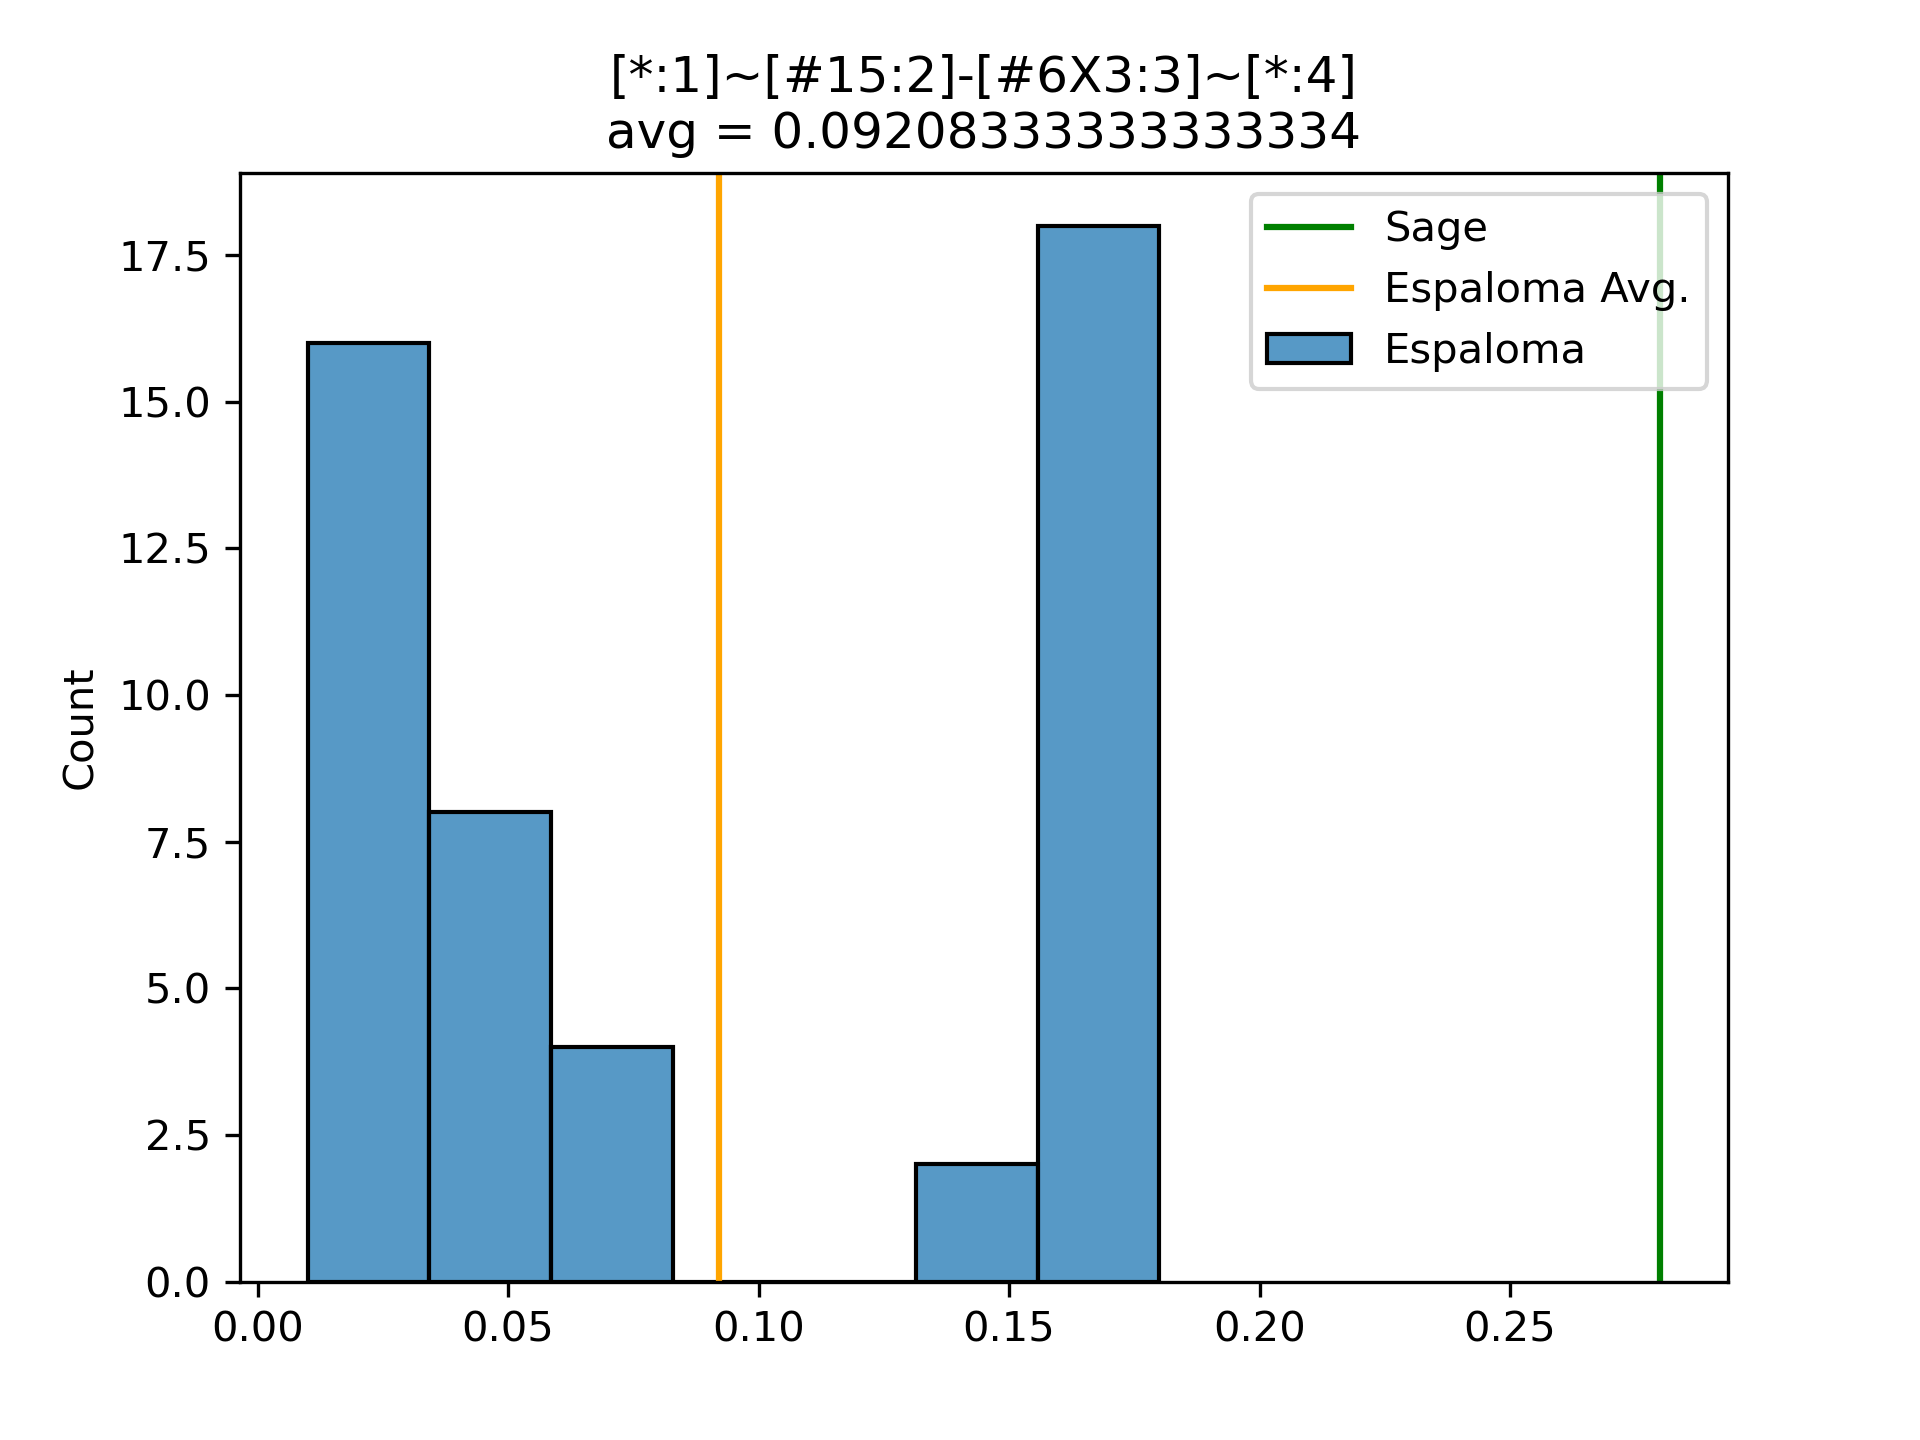 [*:1]~[#15:2]-[#6X3:3]~[*:4]
avg = 0.09208333333333334
Sage
Espaloma Avg.
Espaloma
17.5
15.0
12.5
10.0
7.5
5.0
2.5
0.0
Count
0.00 0.05 0.10 0.15 0.20 0.25